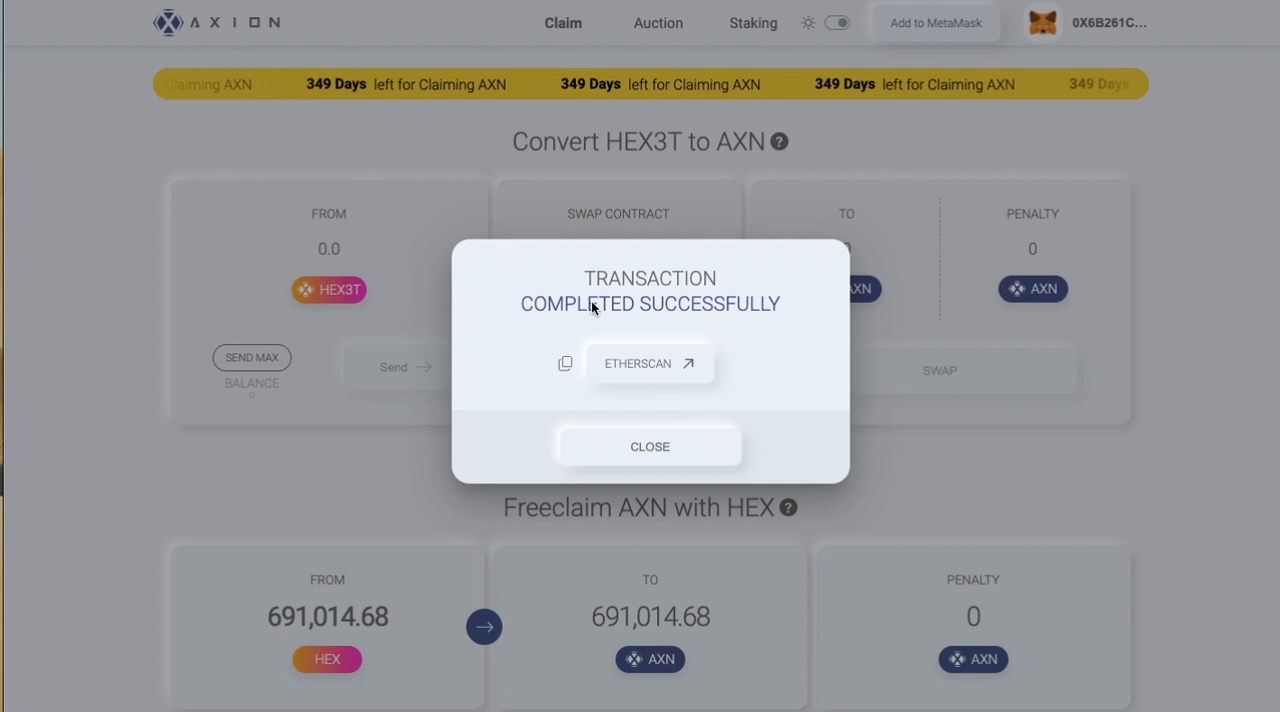 AXION
Claim
Auction
Staking
Add to MetaMask
0X6B261C...
Claiming AXN
349 Days left for Claiming AXN
349 Days left for Claiming AXN
349 Days left for Claiming AXN
349 Days
Convert HEX3T to AXN ?
FROM
SWAP CONTRACT
TO
PENALTY
0.0
0
0
HEX3T
AXN
AXN
TRANSACTION
COMPLETED SUCCESSFULLY
SEND MAX
BALANCE
0
Send
ETHERSCAN
SWAP
CLOSE
Freeclaim AXN with HEX ?
FROM
TO
PENALTY
691,014.68
691,014.68
0
HEX
AXN
AXN